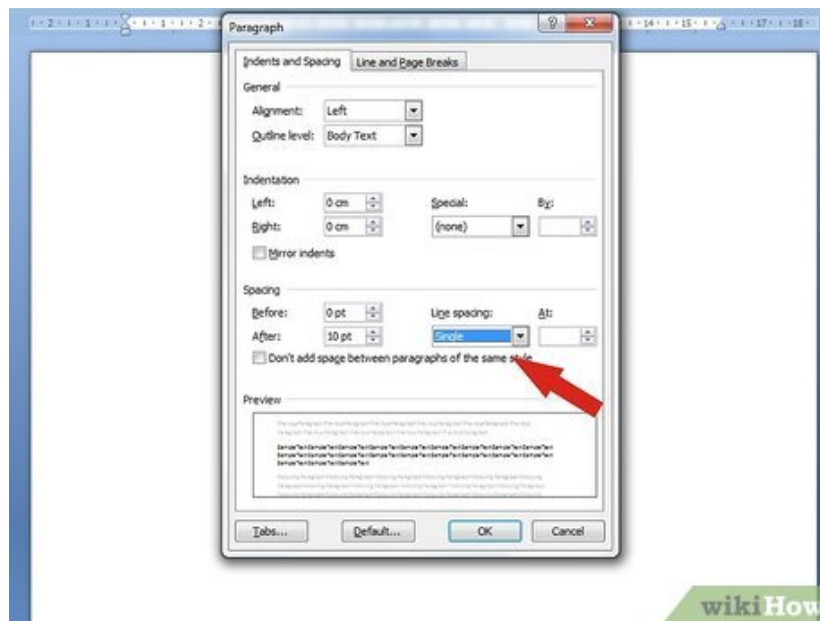 Paragraph
Indents and Spacing Line and Page Breaks
General
Alignment: Left
Outline level: Body Text
Indentation
Left: 0 cm Special: By:
Right: 0 cm (none)
Mirror indents
Spacing
Before: 0 pt Line spacing: At:
After: 10 pt Single
Don't add space between paragraphs of the same style
Preview
Tabs... Default... OK Cancel
wikiHow